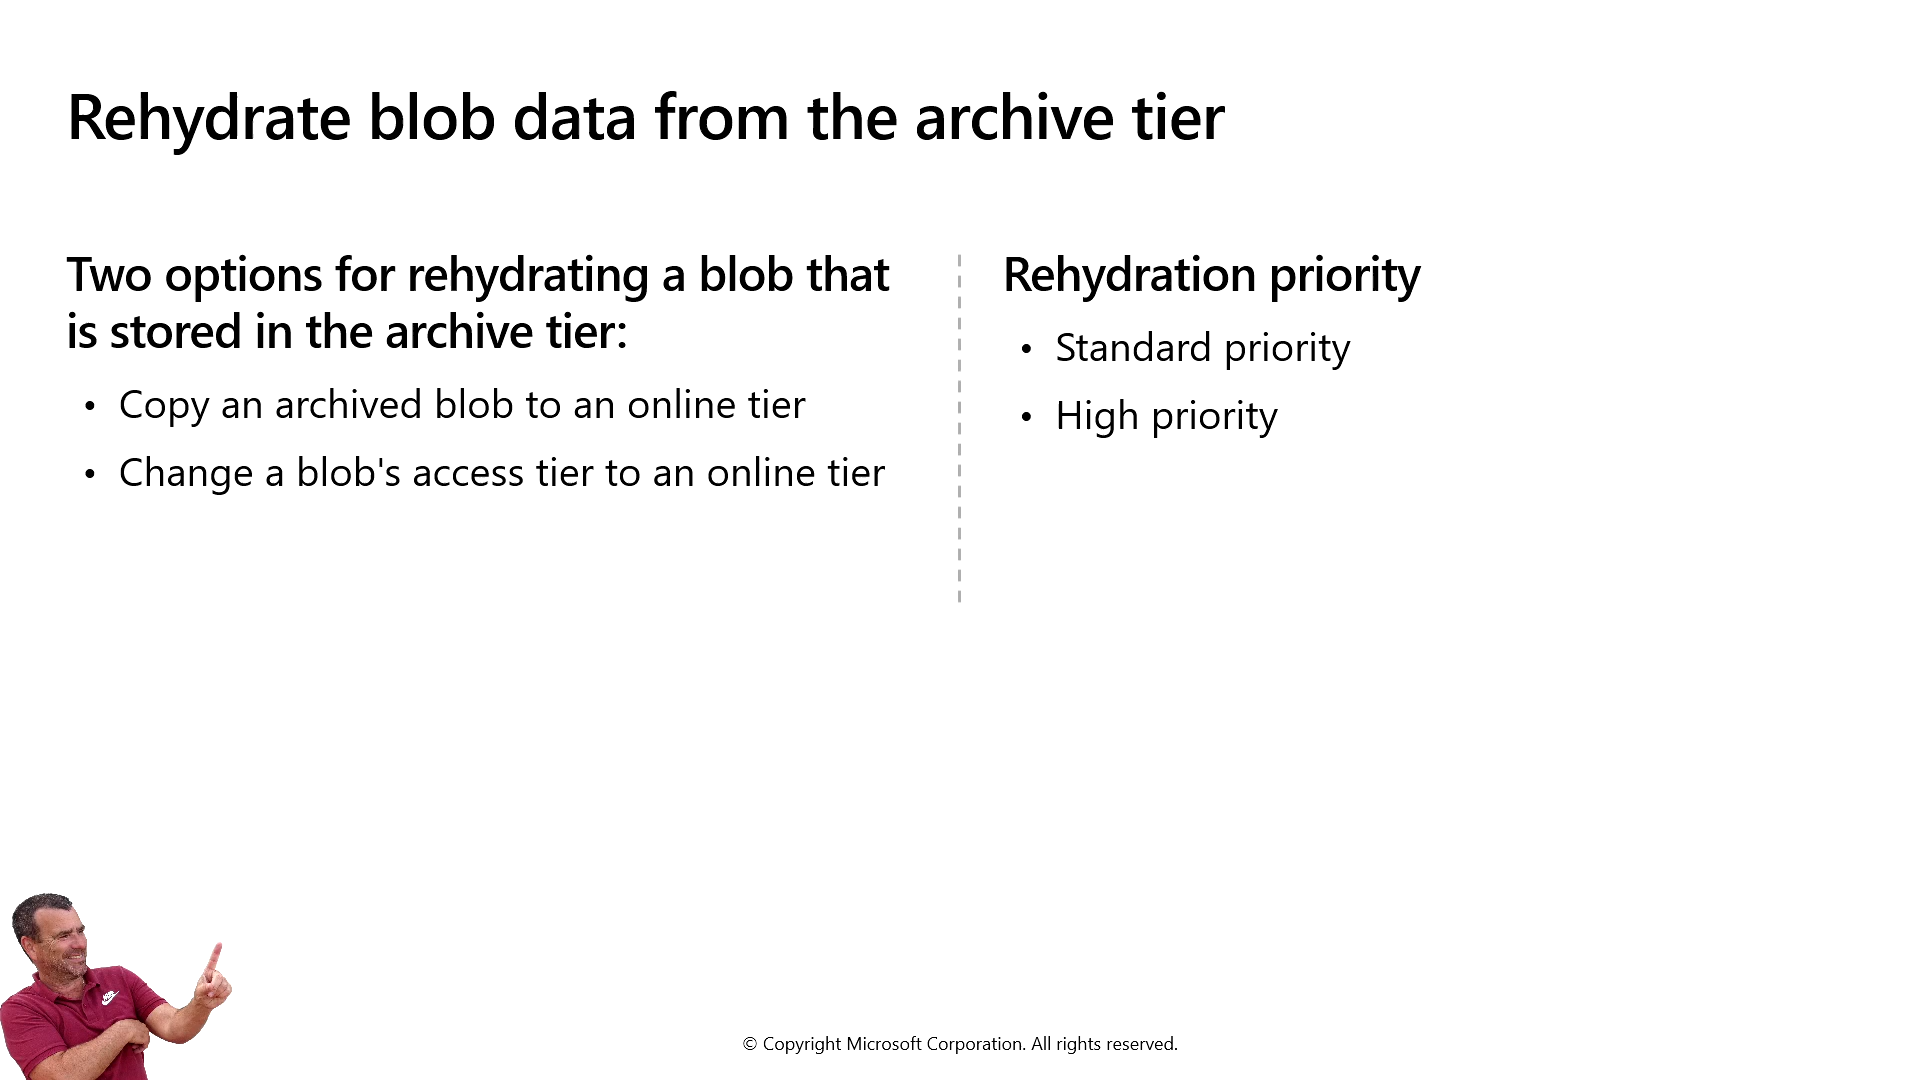 Rehydrate blob data from the archive tier
Two options for rehydrating a blob that
is stored in the archive tier:
• Copy an archived blob to an online tier
• Change a blob's access tier to an online tier
Rehydration priority
• Standard priority
• High priority
© Copyright Microsoft Corporation. All rights reserved.